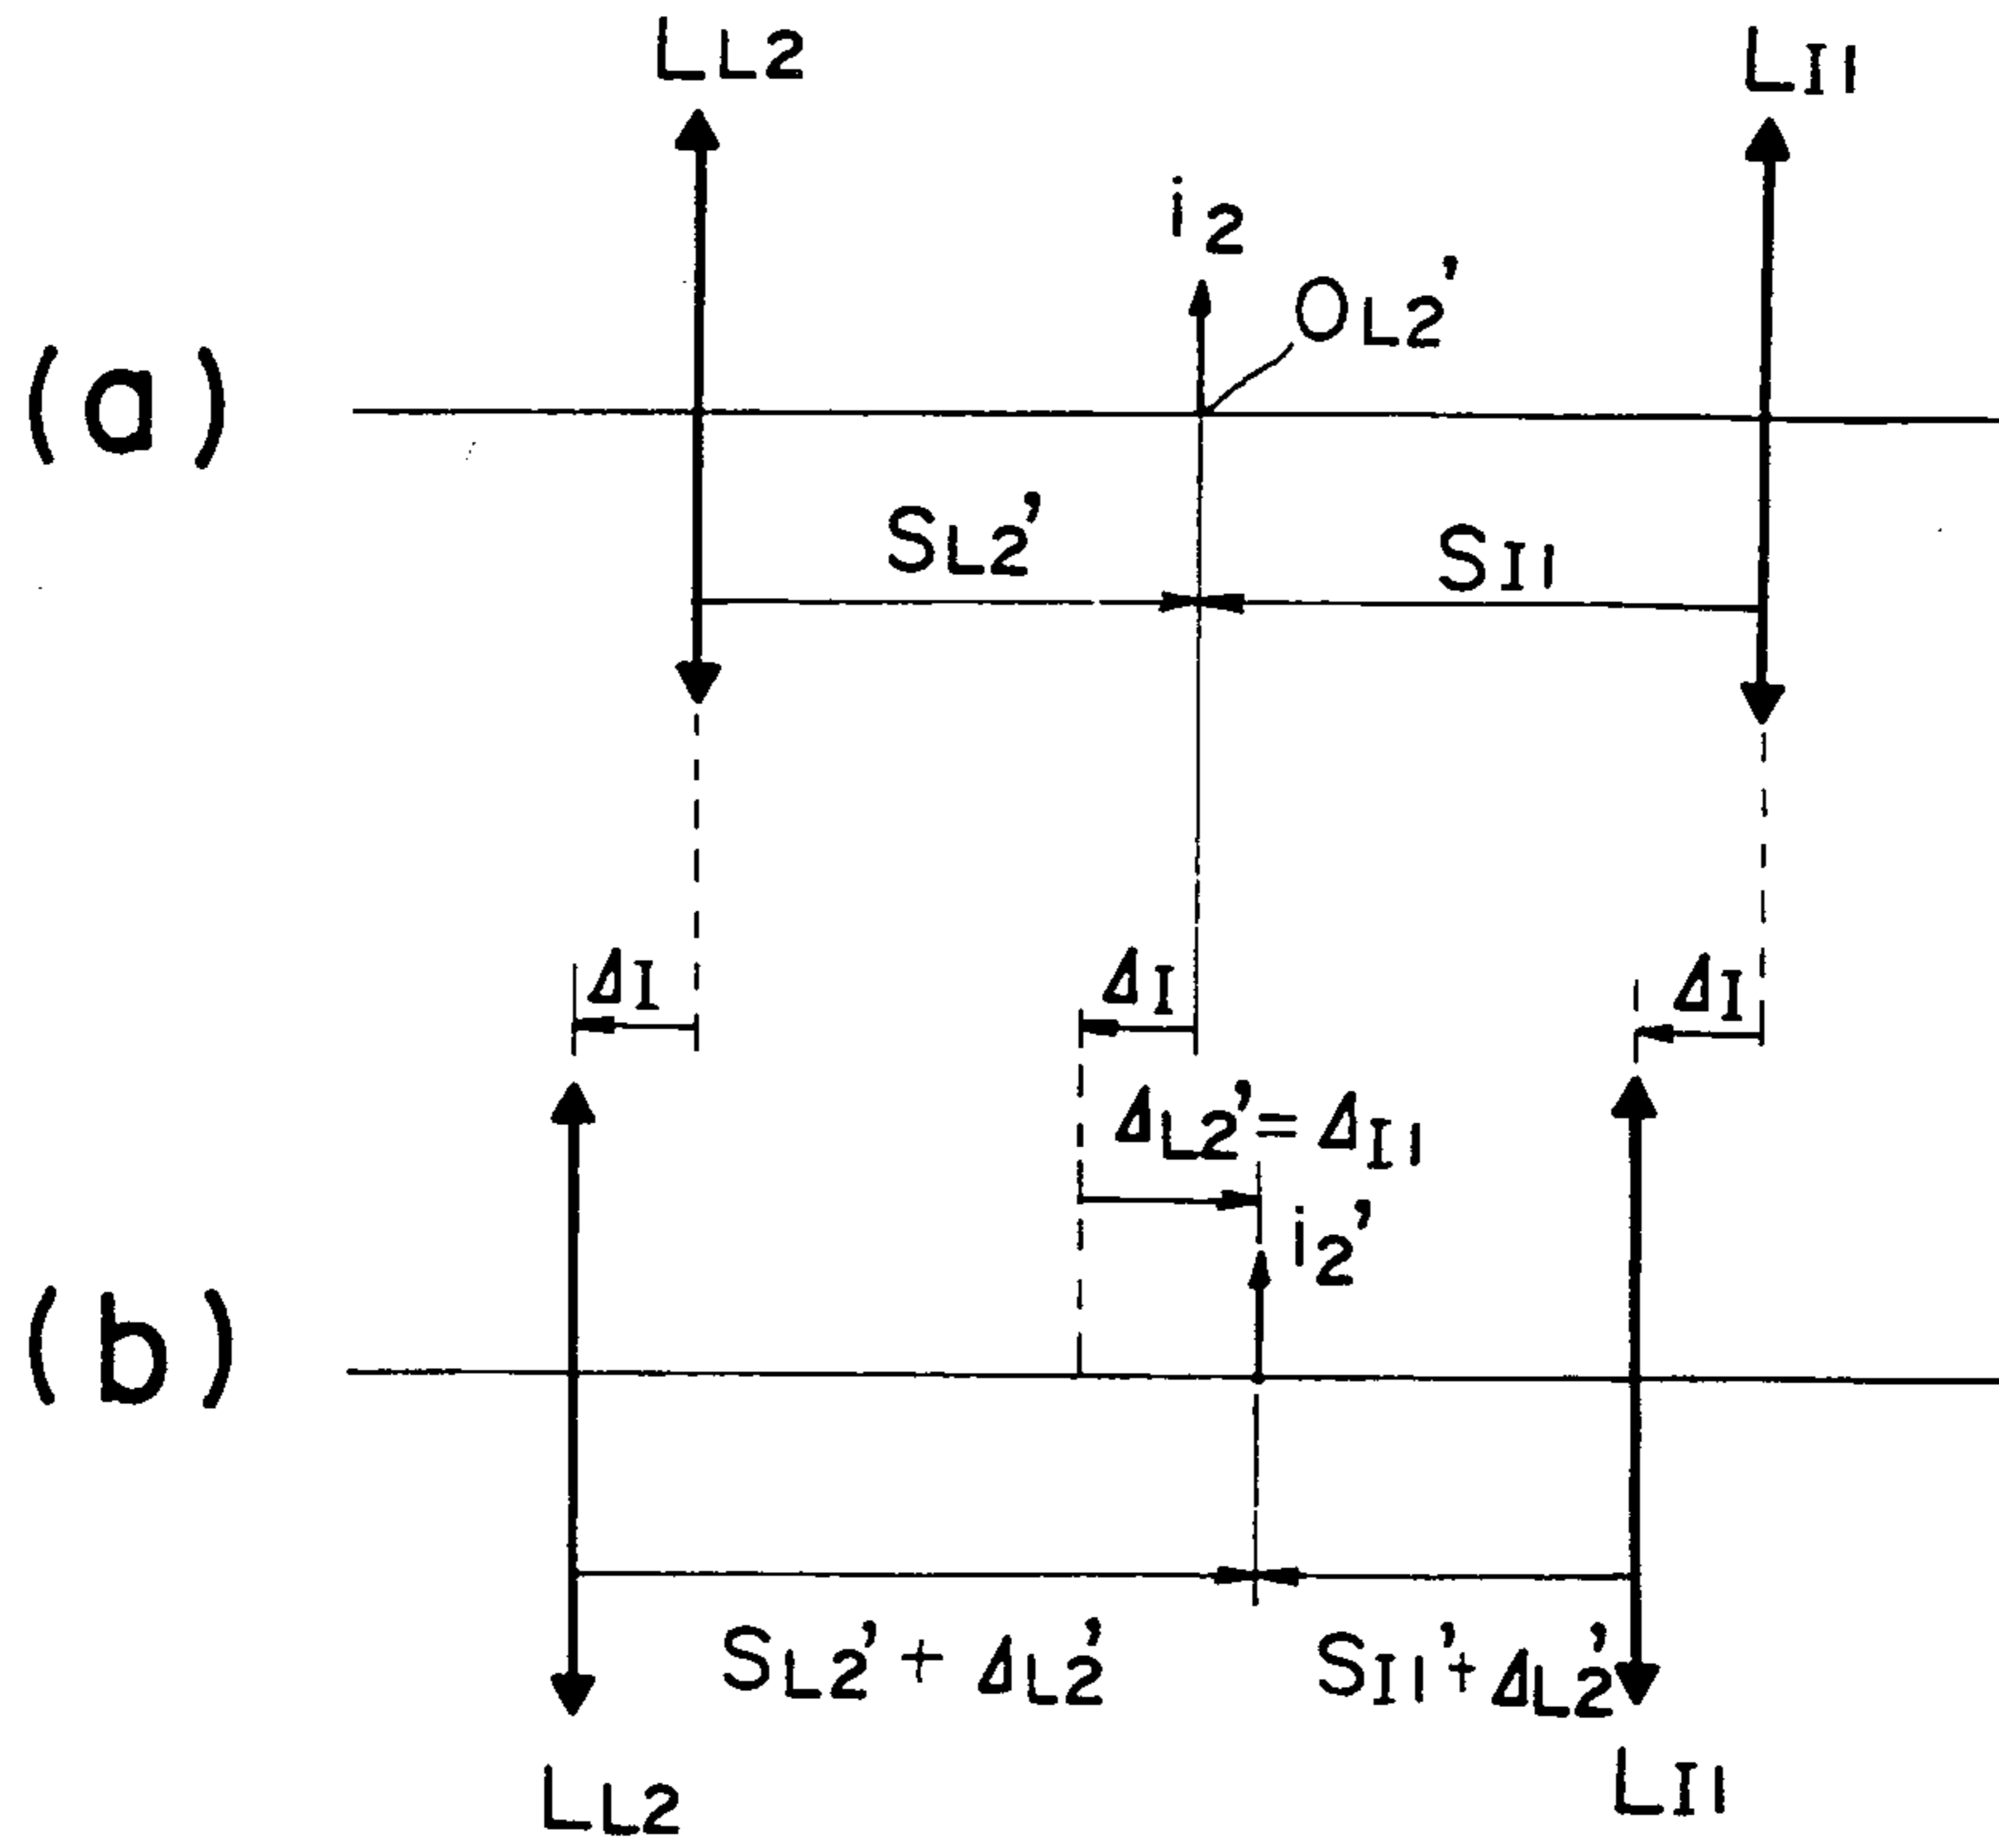 LL2
LI1
i2
OL2'
(a)
SL2'
SI1
ΔI
ΔI
ΔI
ΔL2'= ΔI1
i2'
(b)
SL2'+ ΔL2'
SI1'+ ΔL2'
LL2
LI1